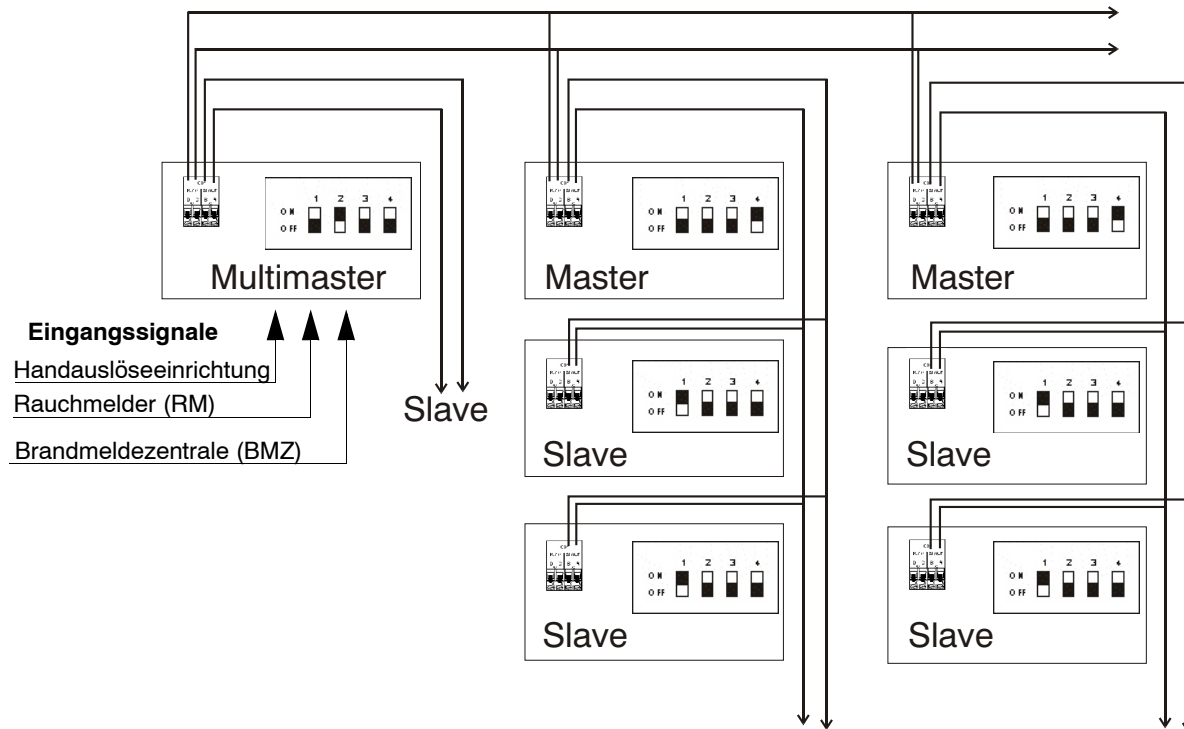 1 2 3 4
ON
OFF
Multimaster
1 2 3 4
ON
OFF
Master
1 2 3 4
ON
OFF
Master
Eingangssignale
Handauslöseeinrichtung
Rauchmelder (RM)
Brandmeldezentrale (BMZ)
Slave
1 2 3 4
ON
OFF
Slave
1 2 3 4
ON
OFF
Slave
1 2 3 4
ON
OFF
Slave
1 2 3 4
ON
OFF
Slave